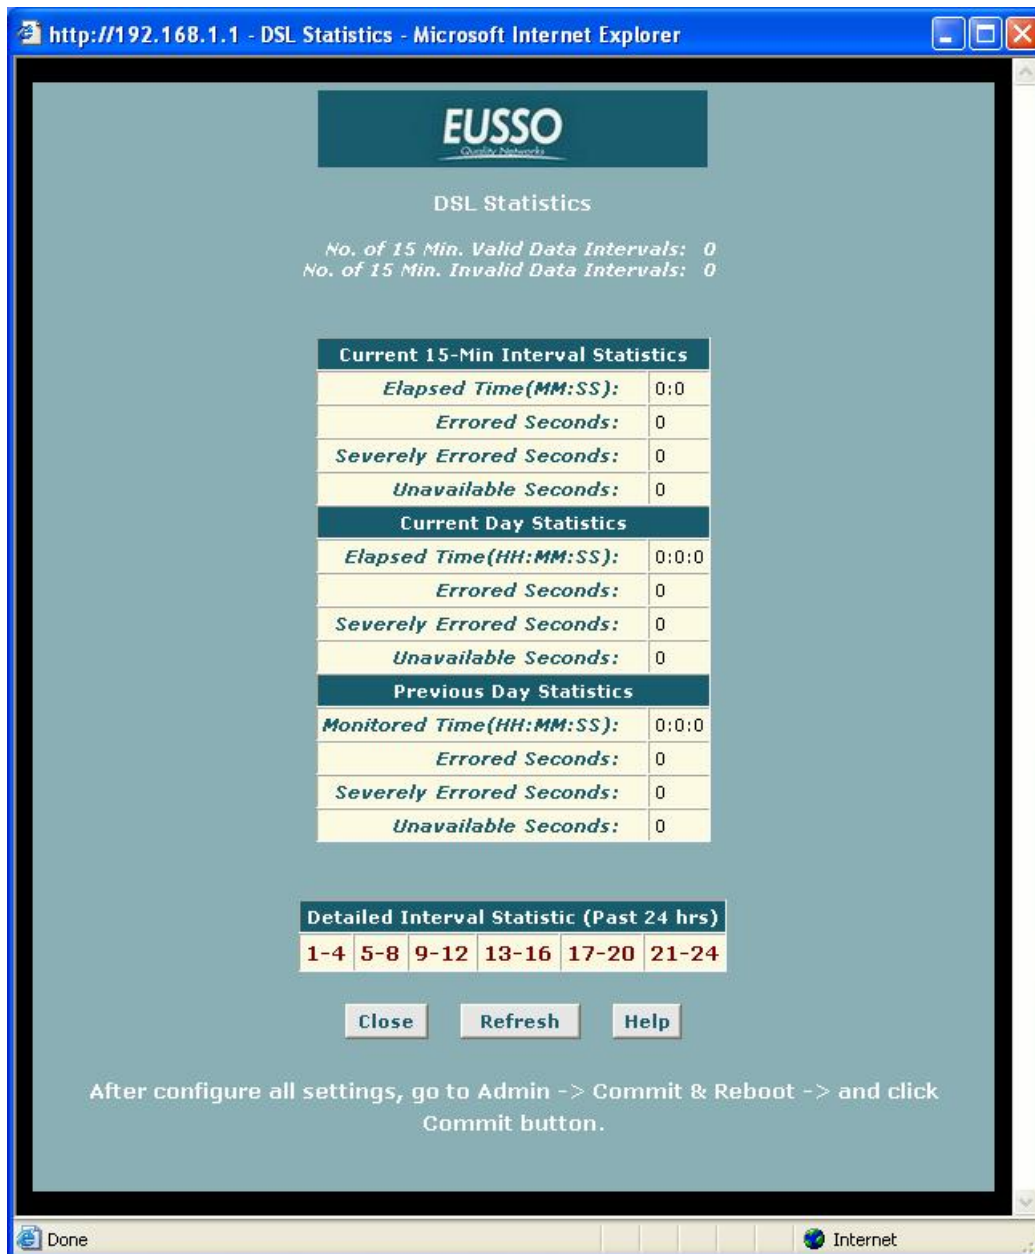 http://192.168.1.1 - DSL Statistics - Microsoft Internet Explorer
EUSSO
Quality Networks
DSL Statistics
No. of 15 Min. Valid Data Intervals: 0
No. of 15 Min. Invalid Data Intervals: 0
Current 15-Min Interval Statistics
Elapsed Time(MM:SS): 0:0
Errored Seconds: 0
Severely Errored Seconds: 0
Unavailable Seconds: 0
Current Day Statistics
Elapsed Time(HH:MM:SS): 0:0:0
Errored Seconds: 0
Severely Errored Seconds: 0
Unavailable Seconds: 0
Previous Day Statistics
Monitored Time(HH:MM:SS): 0:0:0
Errored Seconds: 0
Severely Errored Seconds: 0
Unavailable Seconds: 0
Detailed Interval Statistic (Past 24 hrs)
1-4 5-8 9-12 13-16 17-20 21-24
Close Refresh Help
After configure all settings, go to Admin -> Commit & Reboot -> and click
Commit button.
Done Internet